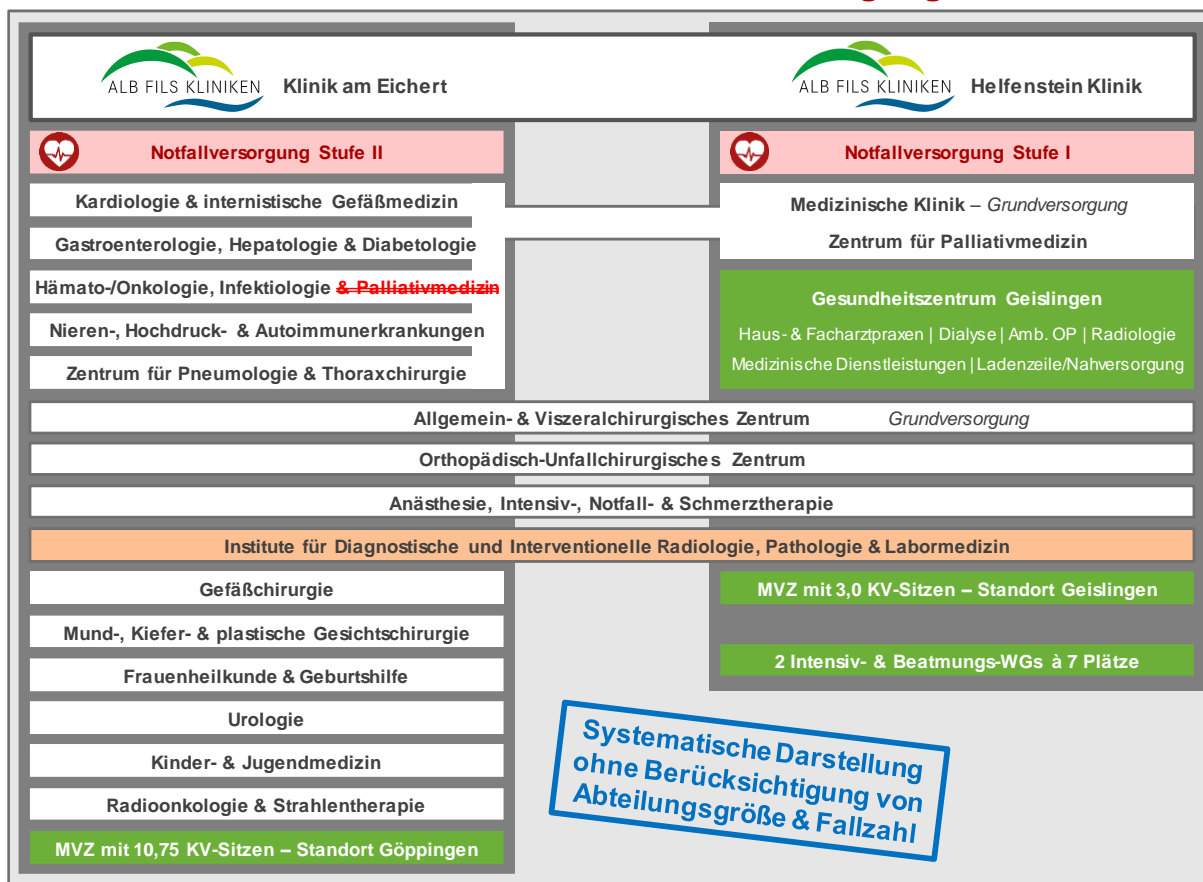 ALB FILS KLINIKEN Klinik am Eichert
ALB FILS KLINIKEN Helfenstein Klinik
Notfallversorgung Stufe II
Notfallversorgung Stufe I
Kardiologie & internistische Gefäßmedizin
Gastroenterologie, Hepatologie & Diabetologie
Hämato-/Onkologie, Infektiologie & Palliativmedizin
Nieren-, Hochdruck- & Autoimmunerkrankungen
Zentrum für Pneumologie & Thoraxchirurgie
Medizinische Klinik – Grundversorgung
Zentrum für Palliativmedizin
Gesundheitszentrum Geislingen
Haus- & Facharztpraxen | Dialyse | Amb. OP | Radiologie
Medizinische Dienstleistungen | Ladenzeile/Nahversorgung
Allgemein- & Viszeralchirurgisches Zentrum Grundversorgung
Orthopädisch-Unfallchirurgisches Zentrum
Anästhesie, Intensiv-, Notfall- & Schmerztherapie
Institute für Diagnostische und Interventionelle Radiologie, Pathologie & Labormedizin
Gefäßchirurgie
Mund-, Kiefer- & plastische Gesichtschirurgie
Frauenheilkunde & Geburtshilfe
Urologie
Kinder- & Jugendmedizin
Radioonkologie & Strahlentherapie
MVZ mit 10,75 KV-Sitzen – Standort Göppingen
MVZ mit 3,0 KV-Sitzen – Standort Geislingen
2 Intensiv- & Beatmungs-WGs à 7 Plätze
Systematische Darstellung
ohne Berücksichtigung von
Abteilungsgröße & Fallzahl